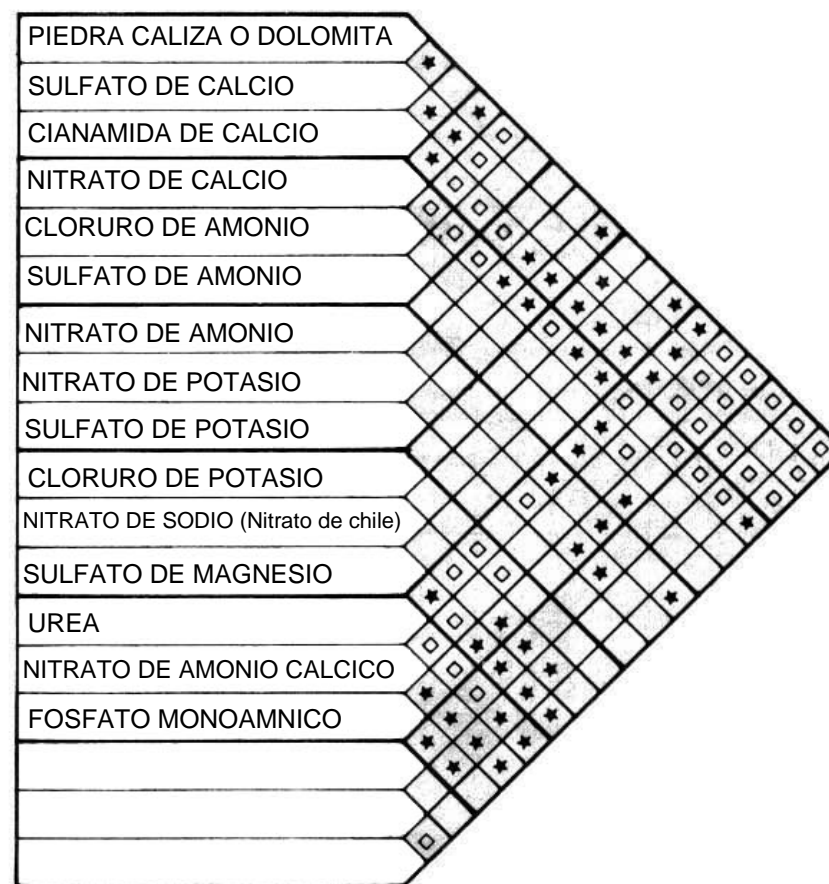 PIEDRA CALIZA O DOLOMITA
SULFATO DE CALCIO
CIANAMIDA DE CALCIO
NITRATO DE CALCIO
CLORURO DE AMONIO
SULFATO DE AMONIO
NITRATO DE AMONIO
NITRATO DE POTASIO
SULFATO DE POTASIO
CLORURO DE POTASIO
NITRATO DE SODIO (Nitrato de chile)
SULFATO DE MAGNESIO
UREA
NITRATO DE AMONIO CALCICO
FOSFATO MONOAMNICO